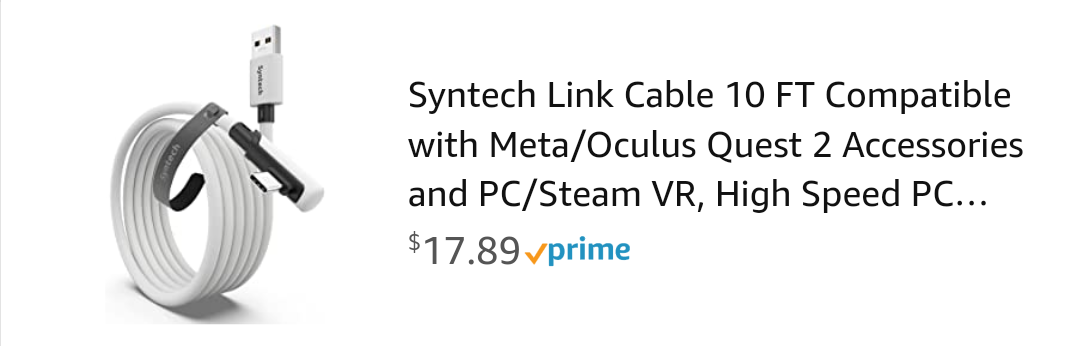 Syntech
Syntech
Syntech Link Cable 10 FT Compatible
with Meta/Oculus Quest 2 Accessories
and PC/Steam VR, High Speed PC...
$17.89 prime